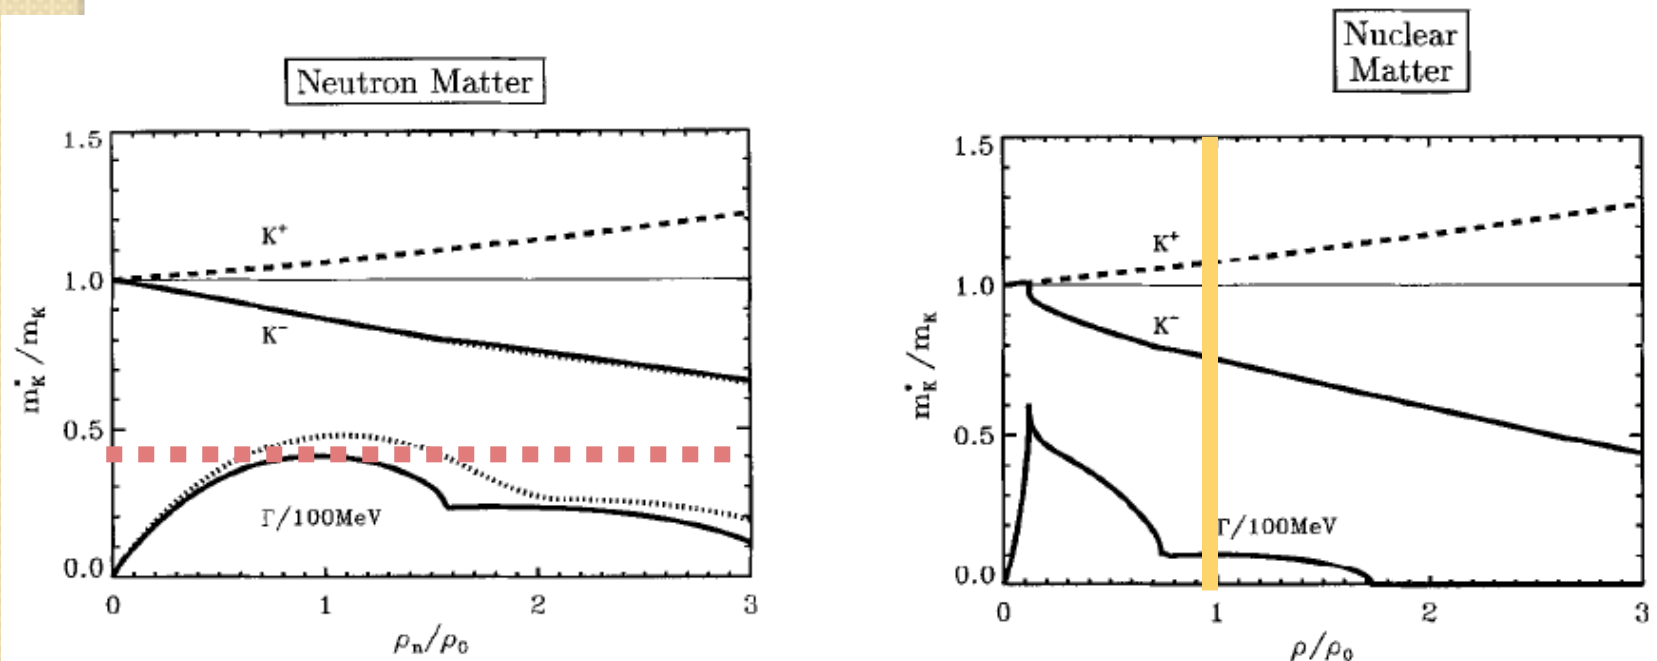 Neutron Matter
1.5
1.0
0.5
0.0
m*K/mK
K+
K-
Γ/100MeV
0
1
2
3
ρn/ρ0
Nuclear
Matter
1.5
1.0
0.5
0.0
m*K/mK
K+
K-
Γ/100MeV
0
1
2
3
ρ/ρ0